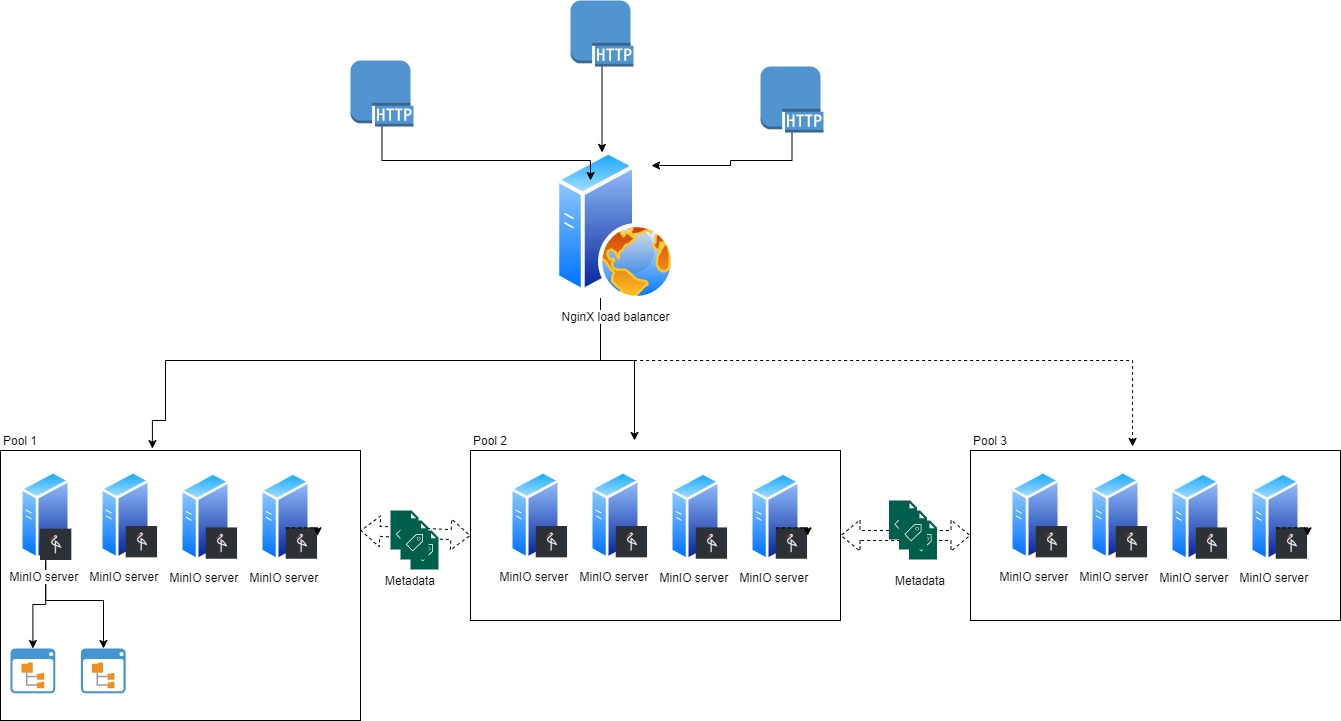 HTTP
HTTP
HTTP
NginX load balancer
Pool 1
Pool 2
Pool 3
MinIO server
MinIO server
MinIO server
MinIO server
Metadata
MinIO server
MinIO server
MinIO server
MinIO server
Metadata
MinIO server
MinIO server
MinIO server
MinIO server